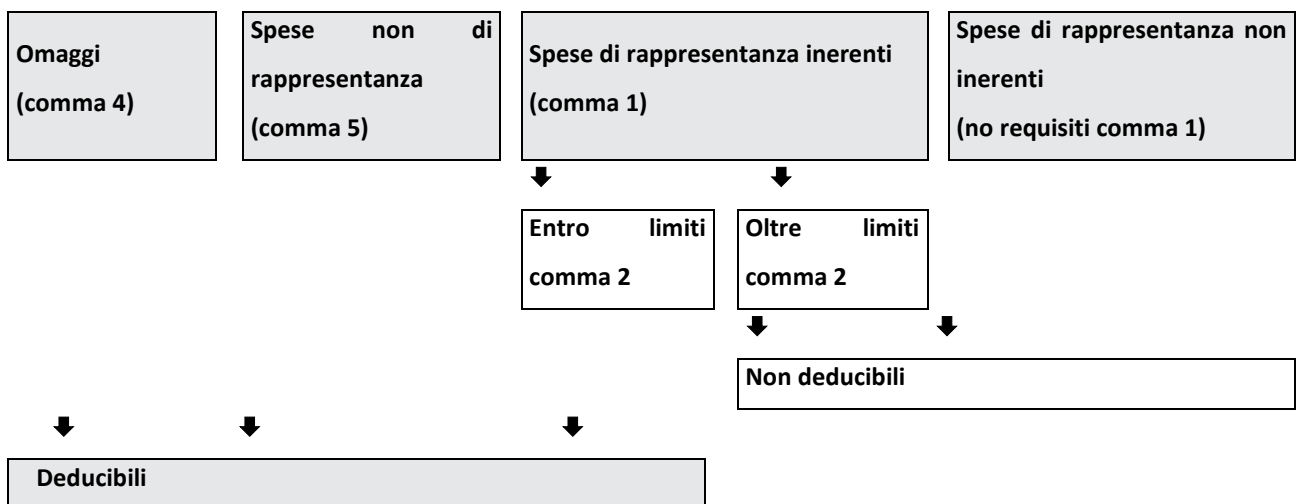 Omaggi
(comma 4)
Spese non di
rappresentanza
(comma 5)
Spese di rappresentanza inerenti
(comma 1)
Spese di rappresentanza non
inerenti
(no requisiti comma 1)
Entro limiti
comma 2
Oltre limiti
comma 2
Non deducibili
Deducibili